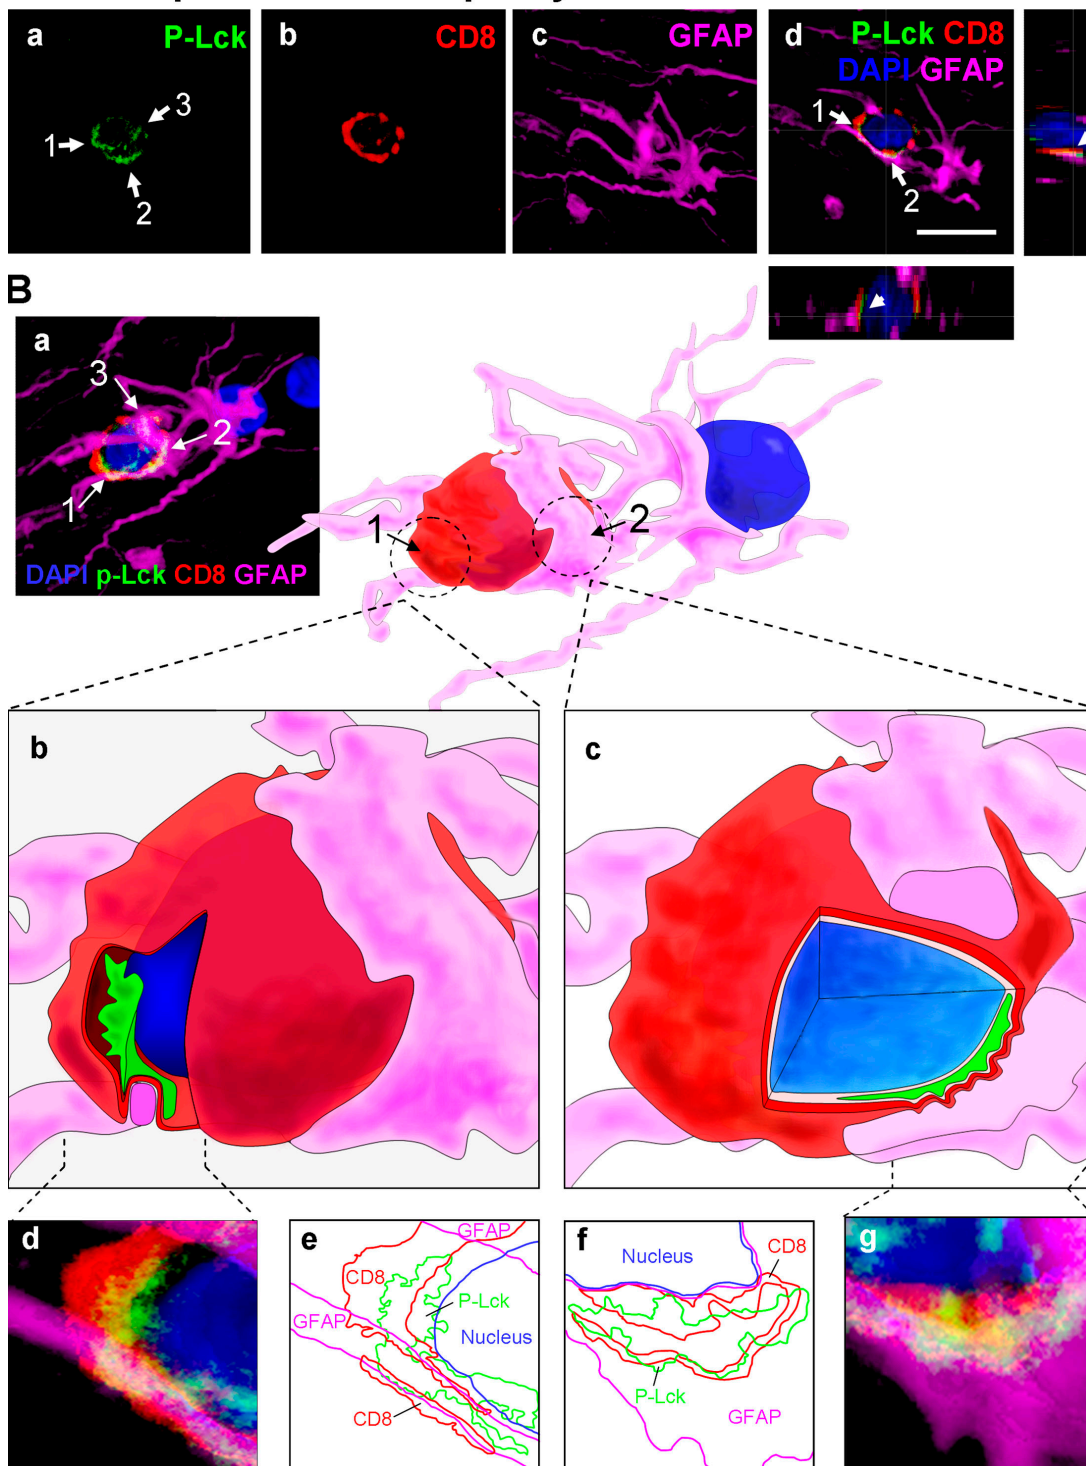 a
P-Lck
1
2
3
b
CD8
c
GFAP
d
P-Lck CD8
DAPI GFAP
1
2
B
a
3
2
1
DAPI p-Lck CD8 GFAP
1
2
b
c
d
e
GFAP
CD8
P-Lck
GFAP
Nucleus
CD8
f
Nucleus
CD8
P-Lck
GFAP
g